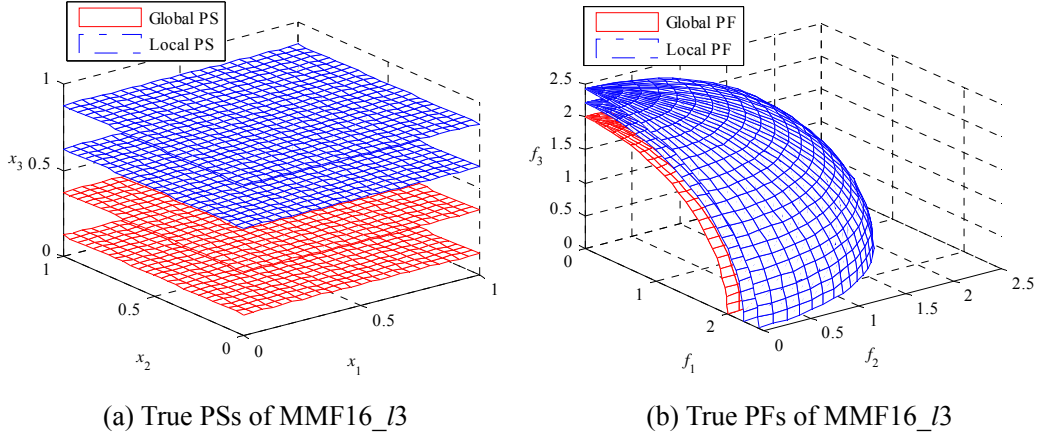 Global PS
Local PS
1
0.5
0
x3
1
0.5
0
x2
0
0.5
1
x1
(a) True PSs of MMF16_l3
Global PF
Local PF
2.5
2
1.5
1
0.5
0
f3
0
1
2
f1
0
0.5
1
1.5
2
2.5
f2
(b) True PFs of MMF16_l3